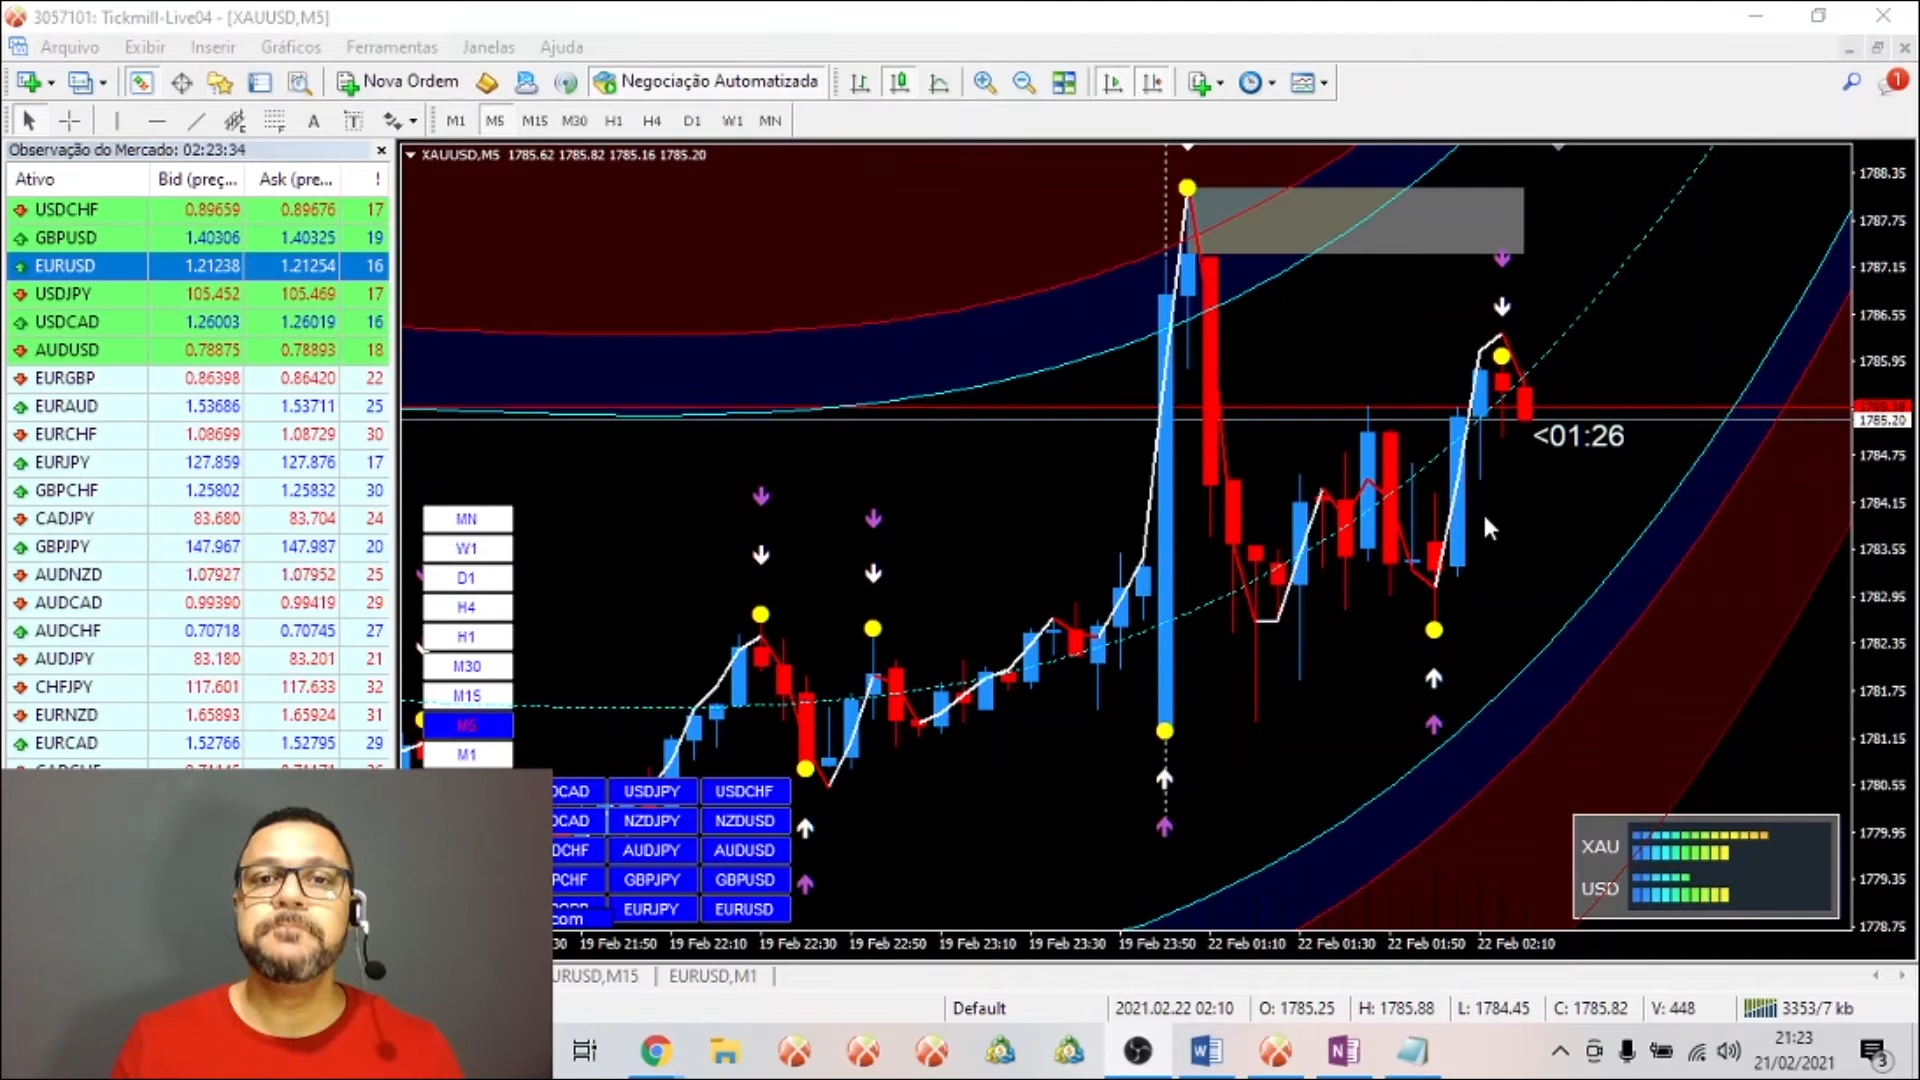 3057101: Tickmill-Live04 - [XAUUSD,M5]
Arquivo Exibir Inserir Gráficos Ferramentas Janelas Ajuda
Nova Ordem Negociação Automatizada 1
A T M1 M5 M15 M30 H1 H4 D1 W1 MN
Observação do Mercado: 02:23:34
Ativo Bid (preç... Ask (pre... !
USDCHF 0.89659 0.89676 17
GBPUSD 1.40306 1.40325 19
EURUSD 1.21238 1.21254 16
USDJPY 105.452 105.469 17
USDCAD 1.26003 1.26019 16
AUDUSD 0.78875 0.78893 18
EURGBP 0.86398 0.86420 22
EURAUD 1.53686 1.53711 25
EURCHF 1.08699 1.08729 30
EURJPY 127.859 127.876 17
GBPCHF 1.25802 1.25832 30
CADJPY 83.680 83.704 24
GBPJPY 147.967 147.987 20
AUDNZD 1.07927 1.07952 25
AUDCAD 0.99390 0.99419 29
AUDCHF 0.70718 0.70745 27
AUDJPY 83.180 83.201 21
CHFJPY 117.601 117.633 32
EURNZD 1.65893 1.65924 31
EURCAD 1.52766 1.52795 29
XAUUSD,M5 1785.62 1785.82 1785.16 1785.20
<01:26
MN
W1
D1
H4
H1
M30
M15
M5
M1
DCAD USDJPY USDCHF
DCAD NZDJPY NZDUSD
DCHF AUDJPY AUDUSD
PCHF GBPJPY GBPUSD
EURJPY EURUSD
com
1788.35
1787.75
1787.15
1786.55
1785.95
1785.20
1784.75
1784.15
1783.55
1782.95
1782.35
1781.75
1781.15
1780.55
1779.95
1779.35
1778.75
XAU
USD
30 19 Feb 21:50 19 Feb 22:10 19 Feb 22:30 19 Feb 22:50 19 Feb 23:10 19 Feb 23:30 19 Feb 23:50 22 Feb 01:10 22 Feb 01:30 22 Feb 01:50 22 Feb 02:10
URUSD,M15 EURUSD,M1
Default 2021.02.22 02:10 O: 1785.25 H: 1785.88 L: 1784.45 C: 1785.82 V: 448 3353/7 kb
21:23
21/02/2021
3